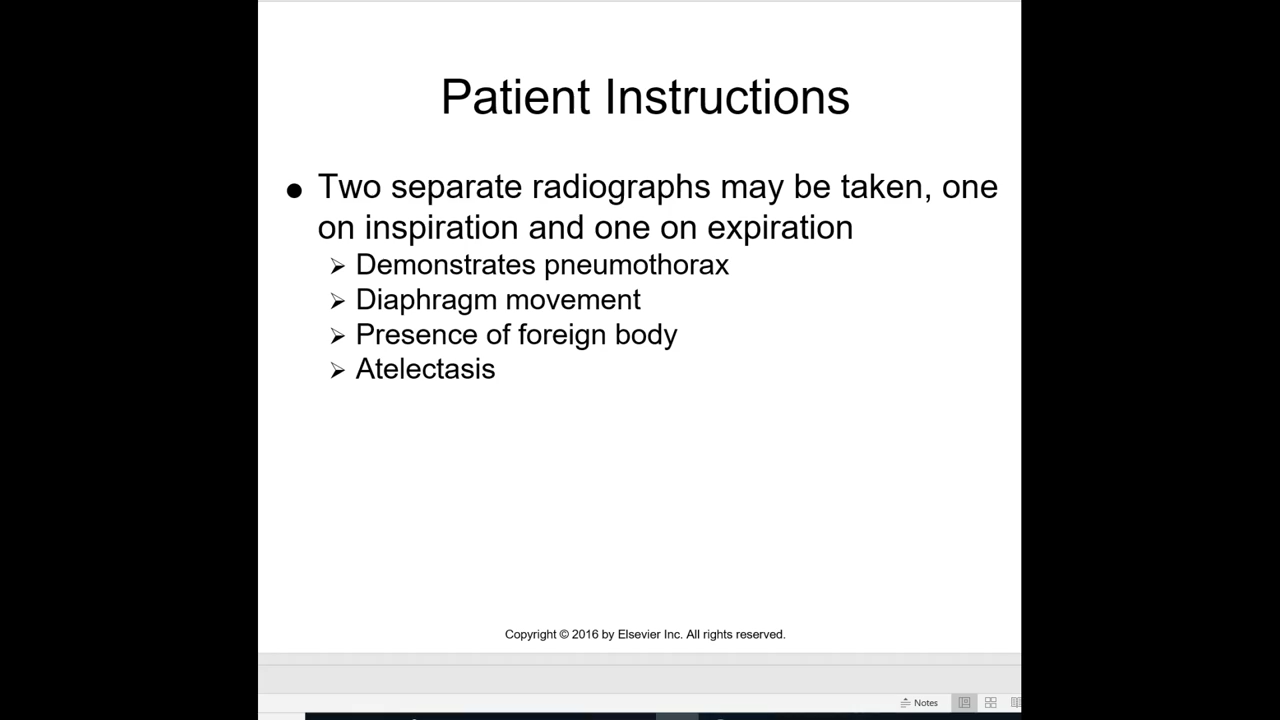 Patient Instructions
● Two separate radiographs may be taken, one
on inspiration and one on expiration
➢ Demonstrates pneumothorax
➢ Diaphragm movement
➢ Presence of foreign body
➢ Atelectasis
Copyright © 2016 by Elsevier Inc. All rights reserved.
Notes